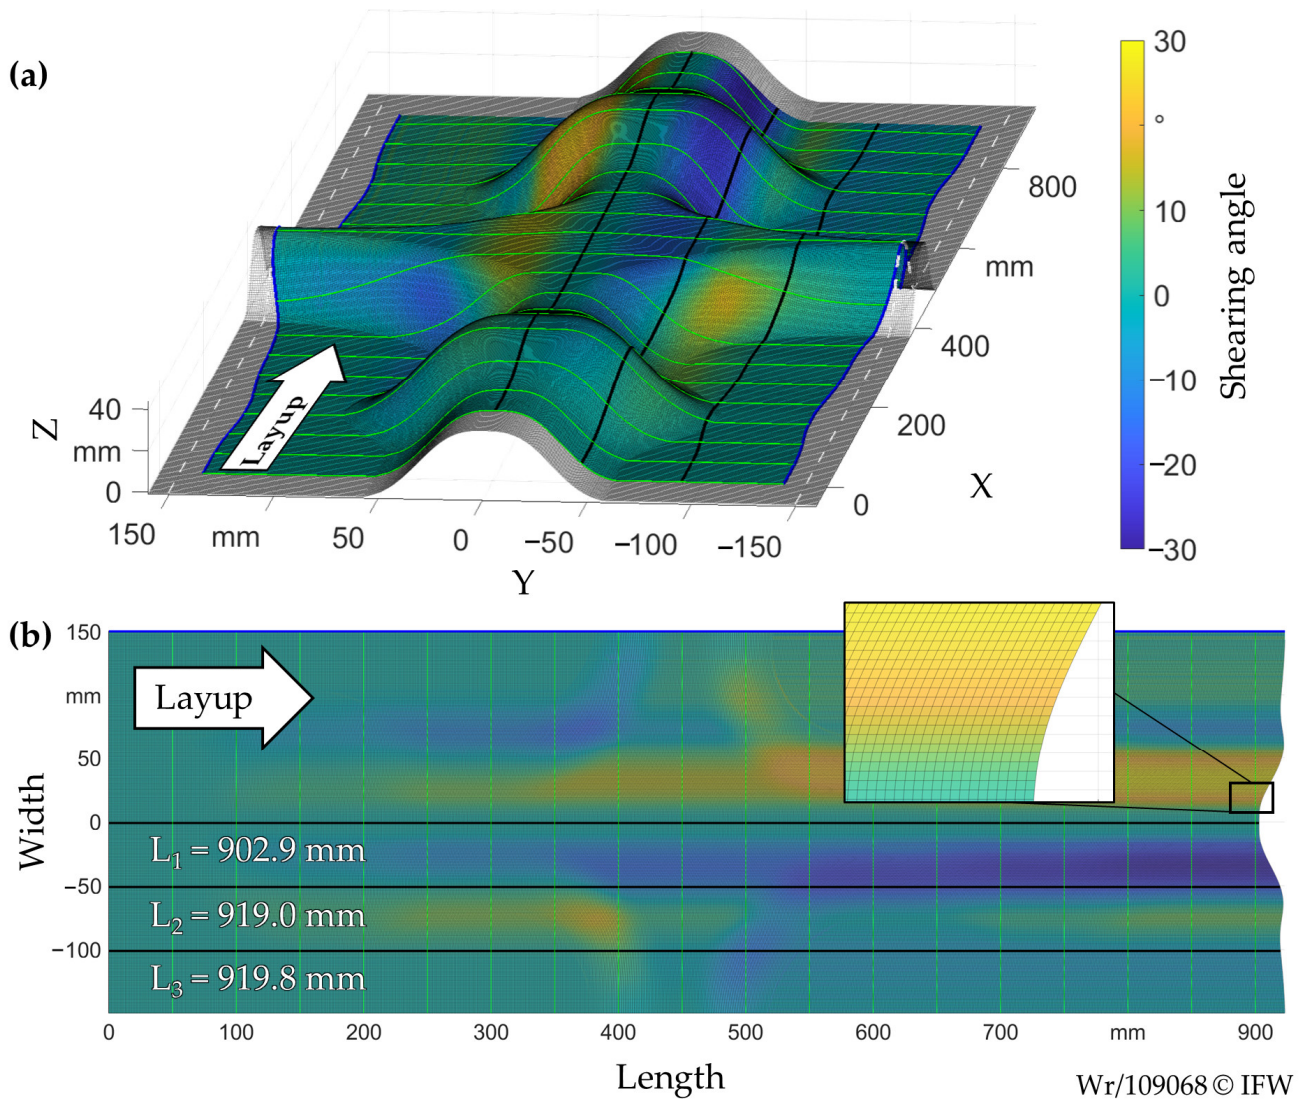 (a)
30
°
10
0
−10
−20
−30
Shearing angle
800
mm
400
200
0
X
Z
40
mm
0
Layup
150
mm
50
0
−50
−100
−150
Y
(b)
150
mm
50
0
−50
−100
Width
Layup
L1 = 902.9 mm
L2 = 919.0 mm
L3 = 919.8 mm
0
100
200
300
400
500
600
700
mm
900
Length
Wr/109068 © IFW